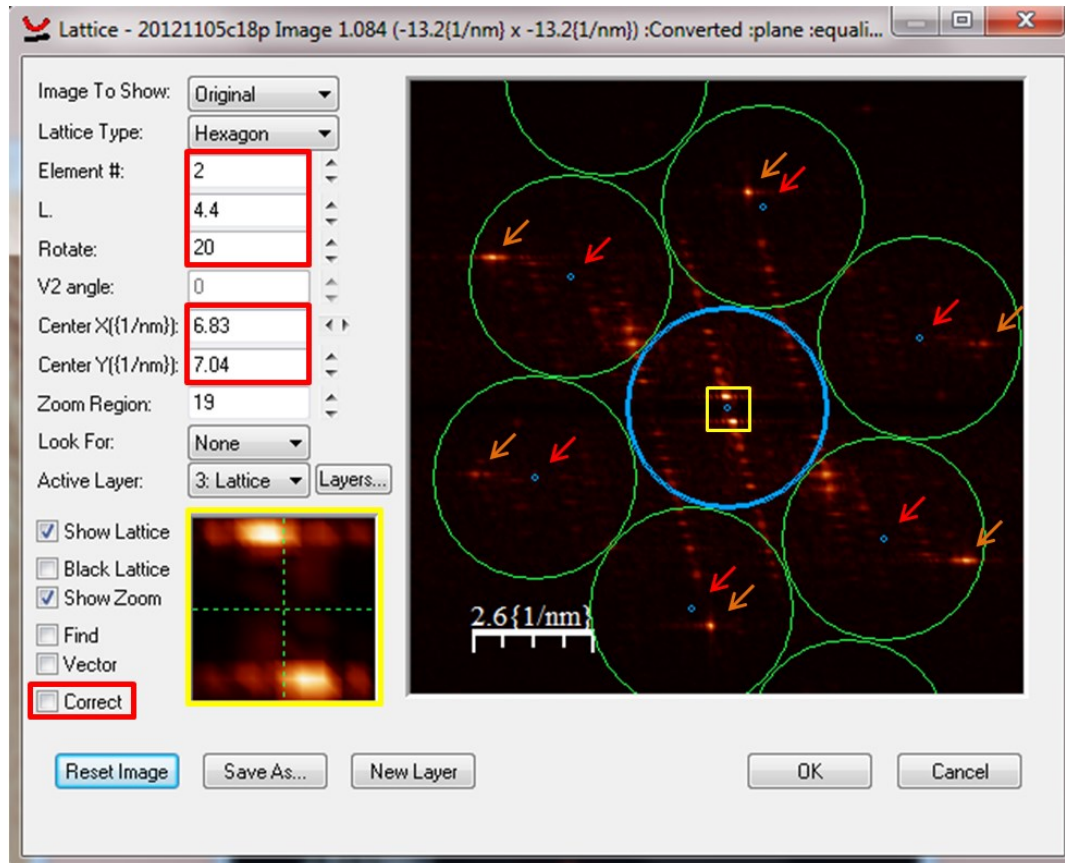 Lattice - 20121105c18p Image 1.084 (-13.2{1/nm} x -13.2{1/nm}) :Converted :plane :equali...
Image To Show: Original
Lattice Type: Hexagon
Element #: 2
L. 4.4
Rotate: 20
V2 angle: 0
Center X({1/nm}): 6.83
Center Y({1/nm}): 7.04
Zoom Region: 19
Look For: None
Active Layer: 3: Lattice Layers...
Show Lattice
Black Lattice
Show Zoom
Find
Vector
Correct
2.6{1/nm}
Reset Image Save As... New Layer OK Cancel